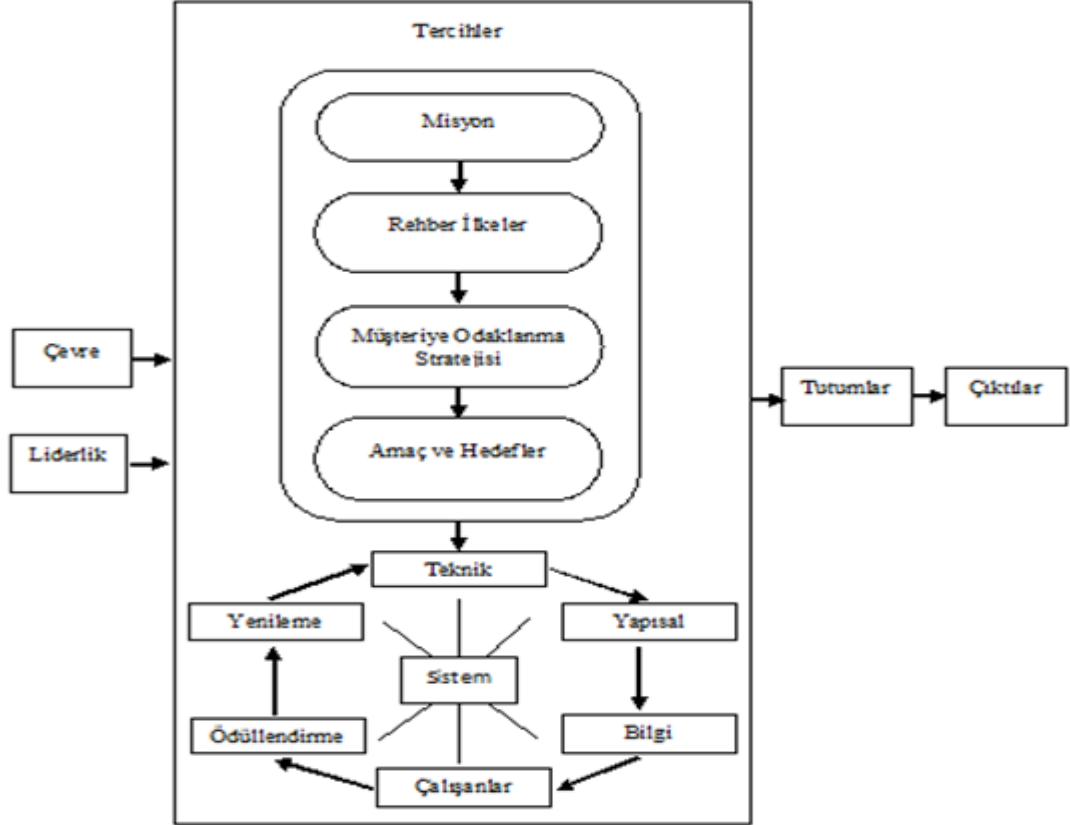 Tercihler
Misyon
Rehber İlkeler
Müşteriye Odaklanma
Stratejisi
Amaç ve Hedefler
Çevre
Liderlik
Tutumlar
Çıktılar
Teknik
Yenileme
Yapısal
Sistem
Ödüllendirme
Bilgi
Çalışanlar